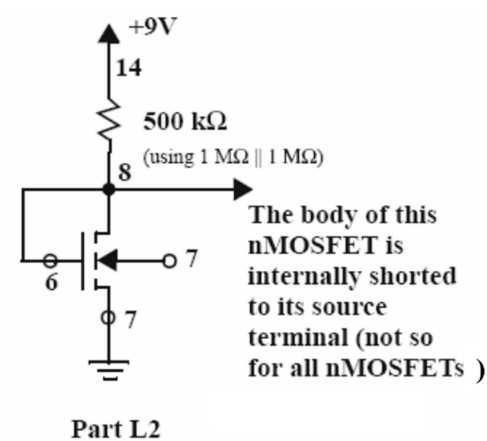 +9V
14
500 kΩ
(using 1 MΩ || 1 MΩ)
8
The body of this
nMOSFET is
internally shorted
to its source
terminal (not so
for all nMOSFETs )
7
6
7
Part L2